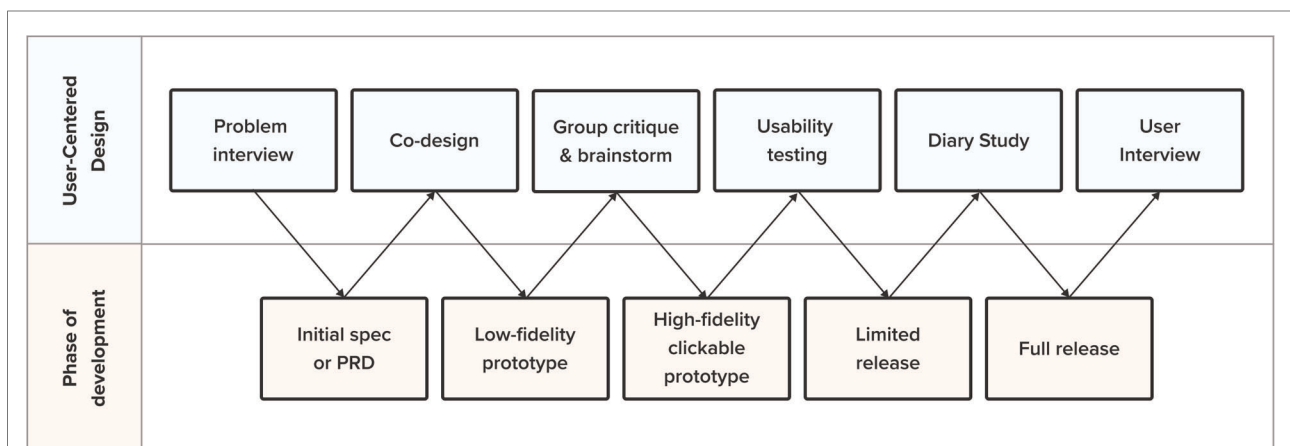 User-Centered
Design
Problem
interview
Co-design
Group critique
& brainstorm
Usability
testing
Diary Study
User
Interview
Phase of
development
Initial spec
or PRD
Low-fidelity
prototype
High-fidelity
clickable
prototype
Limited
release
Full release